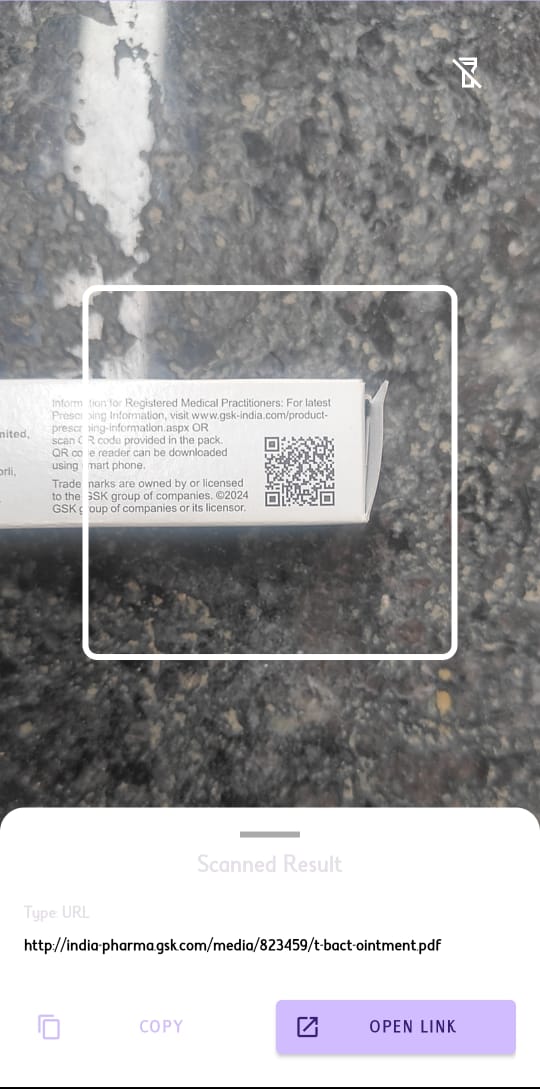 Information for Registered Medical Practitioners: For latest
Prescribing Information, visit www.gsk-india.com/product-
prescribing-information.aspx OR
scan QR code provided in the pack.
QR code reader can be downloaded
using smart phone.
Trade marks are owned by or licensed
to the GSK group of companies. ©2024
GSK group of companies or its licensor.
nited,
orli,
Scanned Result
Type: URL
http://india-pharma.gsk.com/media/823459/t-bact-ointment.pdf
COPY
OPEN LINK